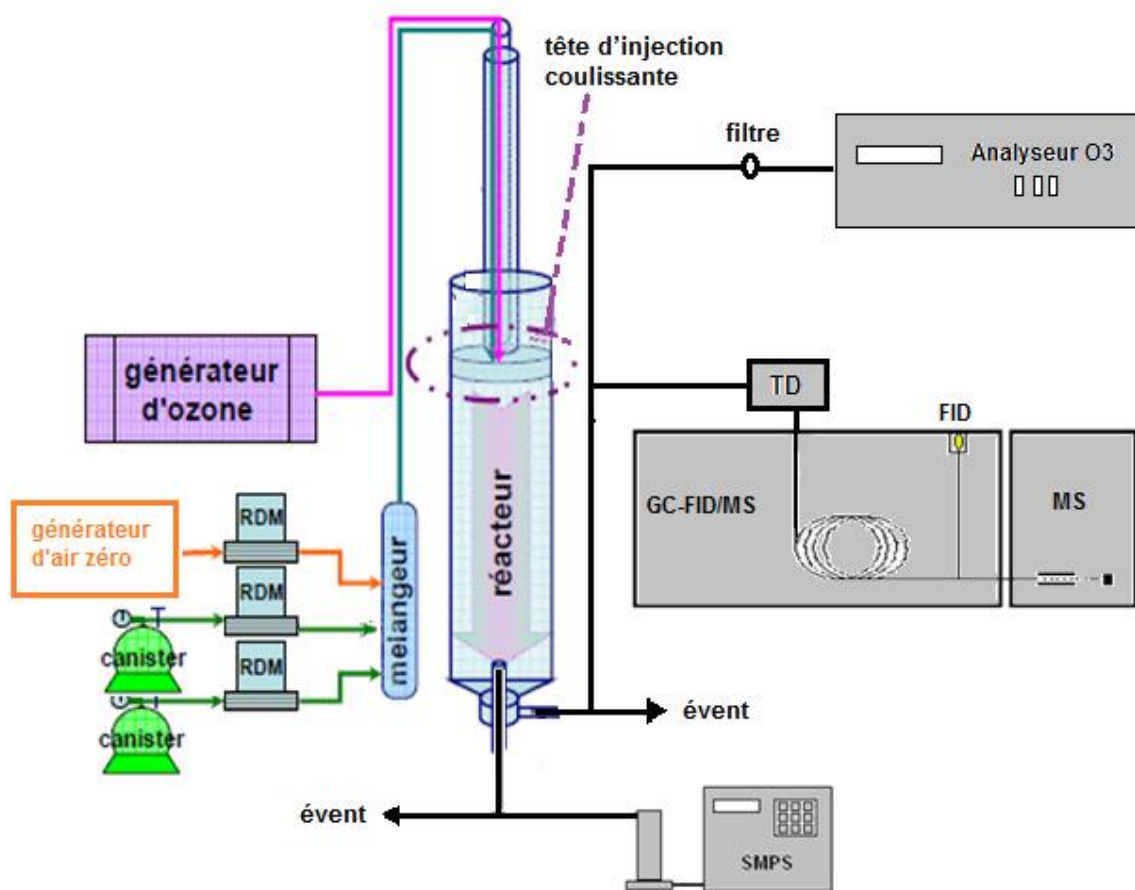 tête d'injection
coulissante
filtre
Analyseur O3
générateur
d'ozone
TD
FID
GC-FID/MS
MS
générateur
d'air zéro
RDM
RDM
RDM
canister
canister
melangeur
réacteur
évent
évent
SMPS